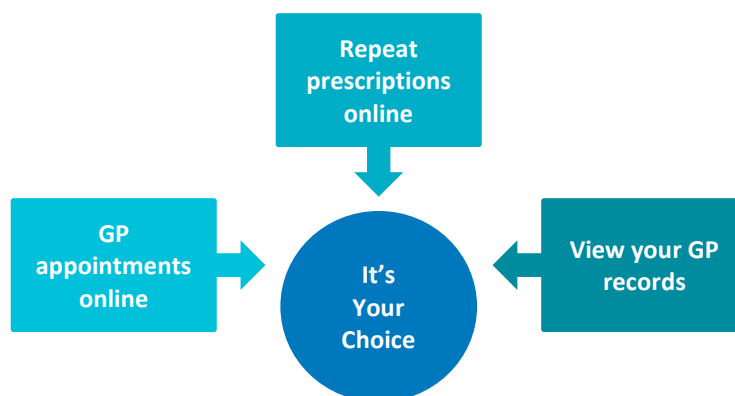 Repeat
prescriptions
online
GP
appointments
online
It’s
Your
Choice
View your GP
records